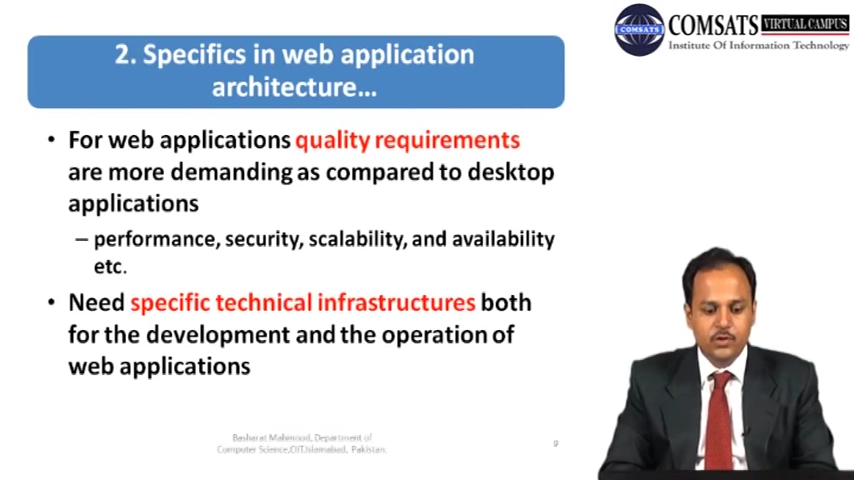 COMSATS VIRTUAL CAMPUS
COMSATS
Institute Of Information Technology
2. Specifics in web application
architecture...
• For web applications quality requirements
are more demanding as compared to desktop
applications
– performance, security, scalability, and availability
etc.
• Need specific technical infrastructures both
for the development and the operation of
web applications
Basharat Mahmood, Department of
Computer Science,CIIT,Islamabad, Pakistan.
9